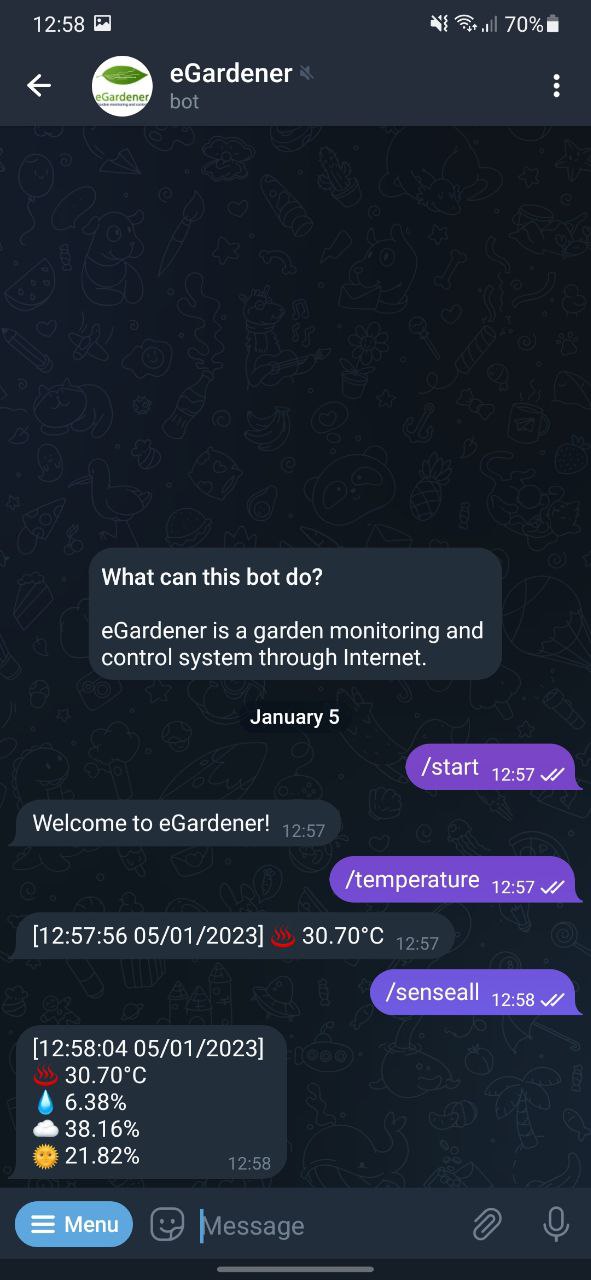 12:58 70%
eGardener
eGardener
bot
What can this bot do?
eGardener is a garden monitoring and
control system through Internet.
January 5
/start 12:57
Welcome to eGardener! 12:57
/temperature 12:57
[12:57:56 05/01/2023] ♨ 30.70°C 12:57
/senseall 12:58
[12:58:04 05/01/2023]
♨ 30.70°C
💧 6.38%
☁ 38.16%
🌞 21.82% 12:58
Menu Message